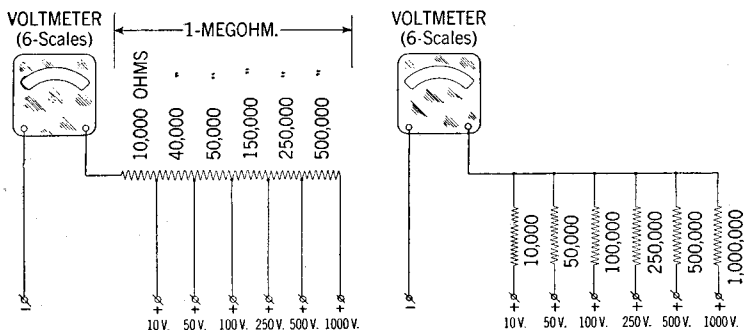 VOLTMETER
(6-Scales)
1-MEGOHM.
10,000 OHMS
40,000 "
50,000 "
150,000 "
250,000 "
500,000 "
-
+ + + + + +
10 V. 50 V. 100 V. 250 V. 500 V. 1000 V.
VOLTMETER
(6-Scales)
10,000
50,000
100,000
250,000
500,000
1,000,000
-
+ + + + + +
10 V. 50 V. 100 V. 250 V. 500 V. 1000 V.